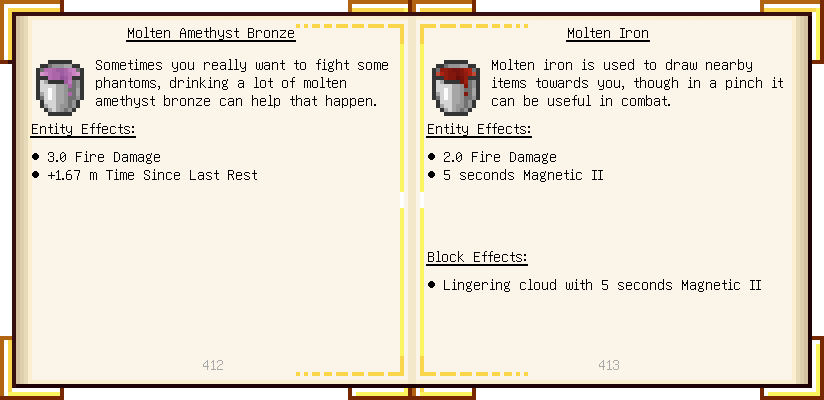 Molten Amethyst Bronze
Sometimes you really want to fight some
phantoms, drinking a lot of molten
amethyst bronze can help that happen.
Entity Effects:
• 3.0 Fire Damage
• +1.67 m Time Since Last Rest
412
Molten Iron
Molten iron is used to draw nearby
items towards you, though in a pinch it
can be useful in combat.
Entity Effects:
• 2.0 Fire Damage
• 5 seconds Magnetic II
Block Effects:
• Lingering cloud with 5 seconds Magnetic II
413